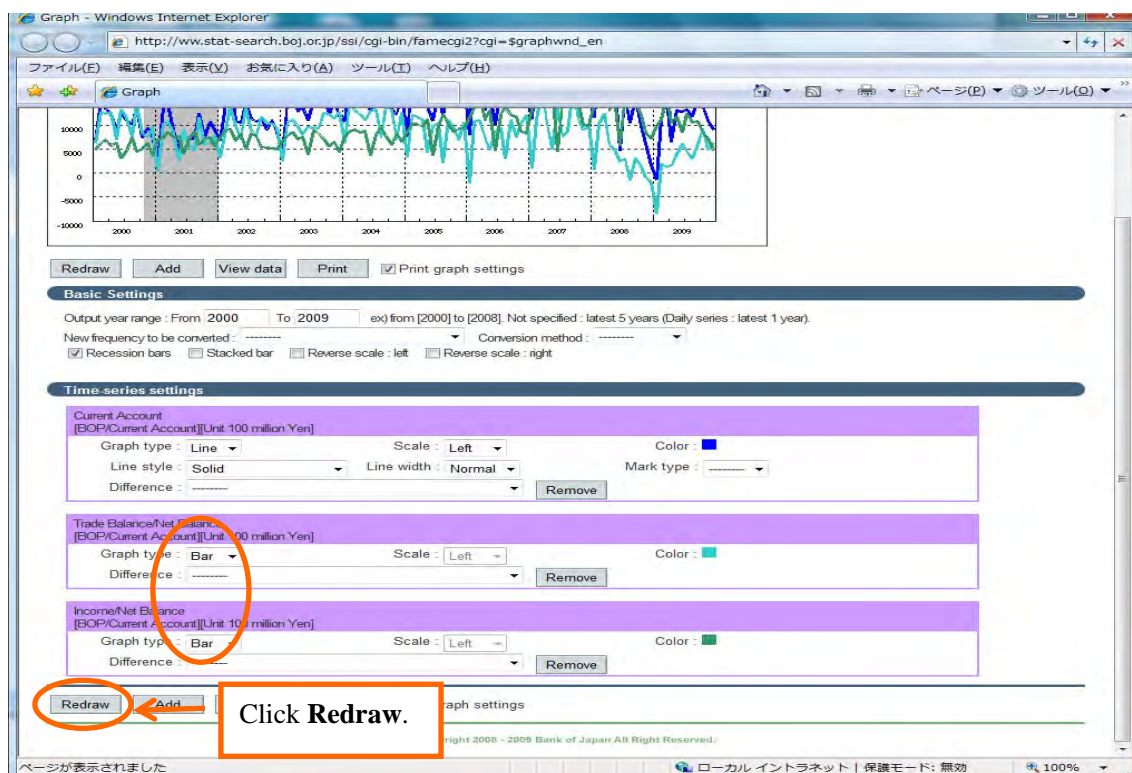 Graph - Windows Internet Explorer
http://ww.stat-search.boj.or.jp/ssi/cgi-bin/famecgi2?cgi=$graphwnd_en
ファイル(F) 編集(E) 表示(V) お気に入り(A) ツール(T) ヘルプ(H)
Graph ページ(P) ツール(O)
10000
5000
0
-5000
-10000
2000 2001 2002 2003 2004 2005 2006 2007 2008 2009
Redraw Add View data Print Print graph settings
Basic Settings
Output year range : From 2000 To 2009 ex) from [2000] to [2008]. Not specified : latest 5 years (Daily series : latest 1 year).
New frequency to be converted : -------- Conversion method : --------
Recession bars Stacked bar Reverse scale : left Reverse scale : right
Time-series settings
Current Account
[BOP/Current Account][Unit 100 million Yen]
Graph type : Line Scale : Left Color :
Line style : Solid Line width : Normal Mark type : --------
Difference : -------- Remove
Trade Balance/Net Balance
[BOP/Current Account][Unit 100 million Yen]
Graph type : Bar Scale : Left Color :
Difference : -------- Remove
Income/Net Balance
[BOP/Current Account][Unit 100 million Yen]
Graph type : Bar Scale : Left Color :
Difference : -------- Remove
Redraw Add Click Redraw. raph settings
right 2008 - 2009 Bank of Japan All Right Reserved.
ページが表示されました ローカル イントラネット | 保護モード: 無効 100%